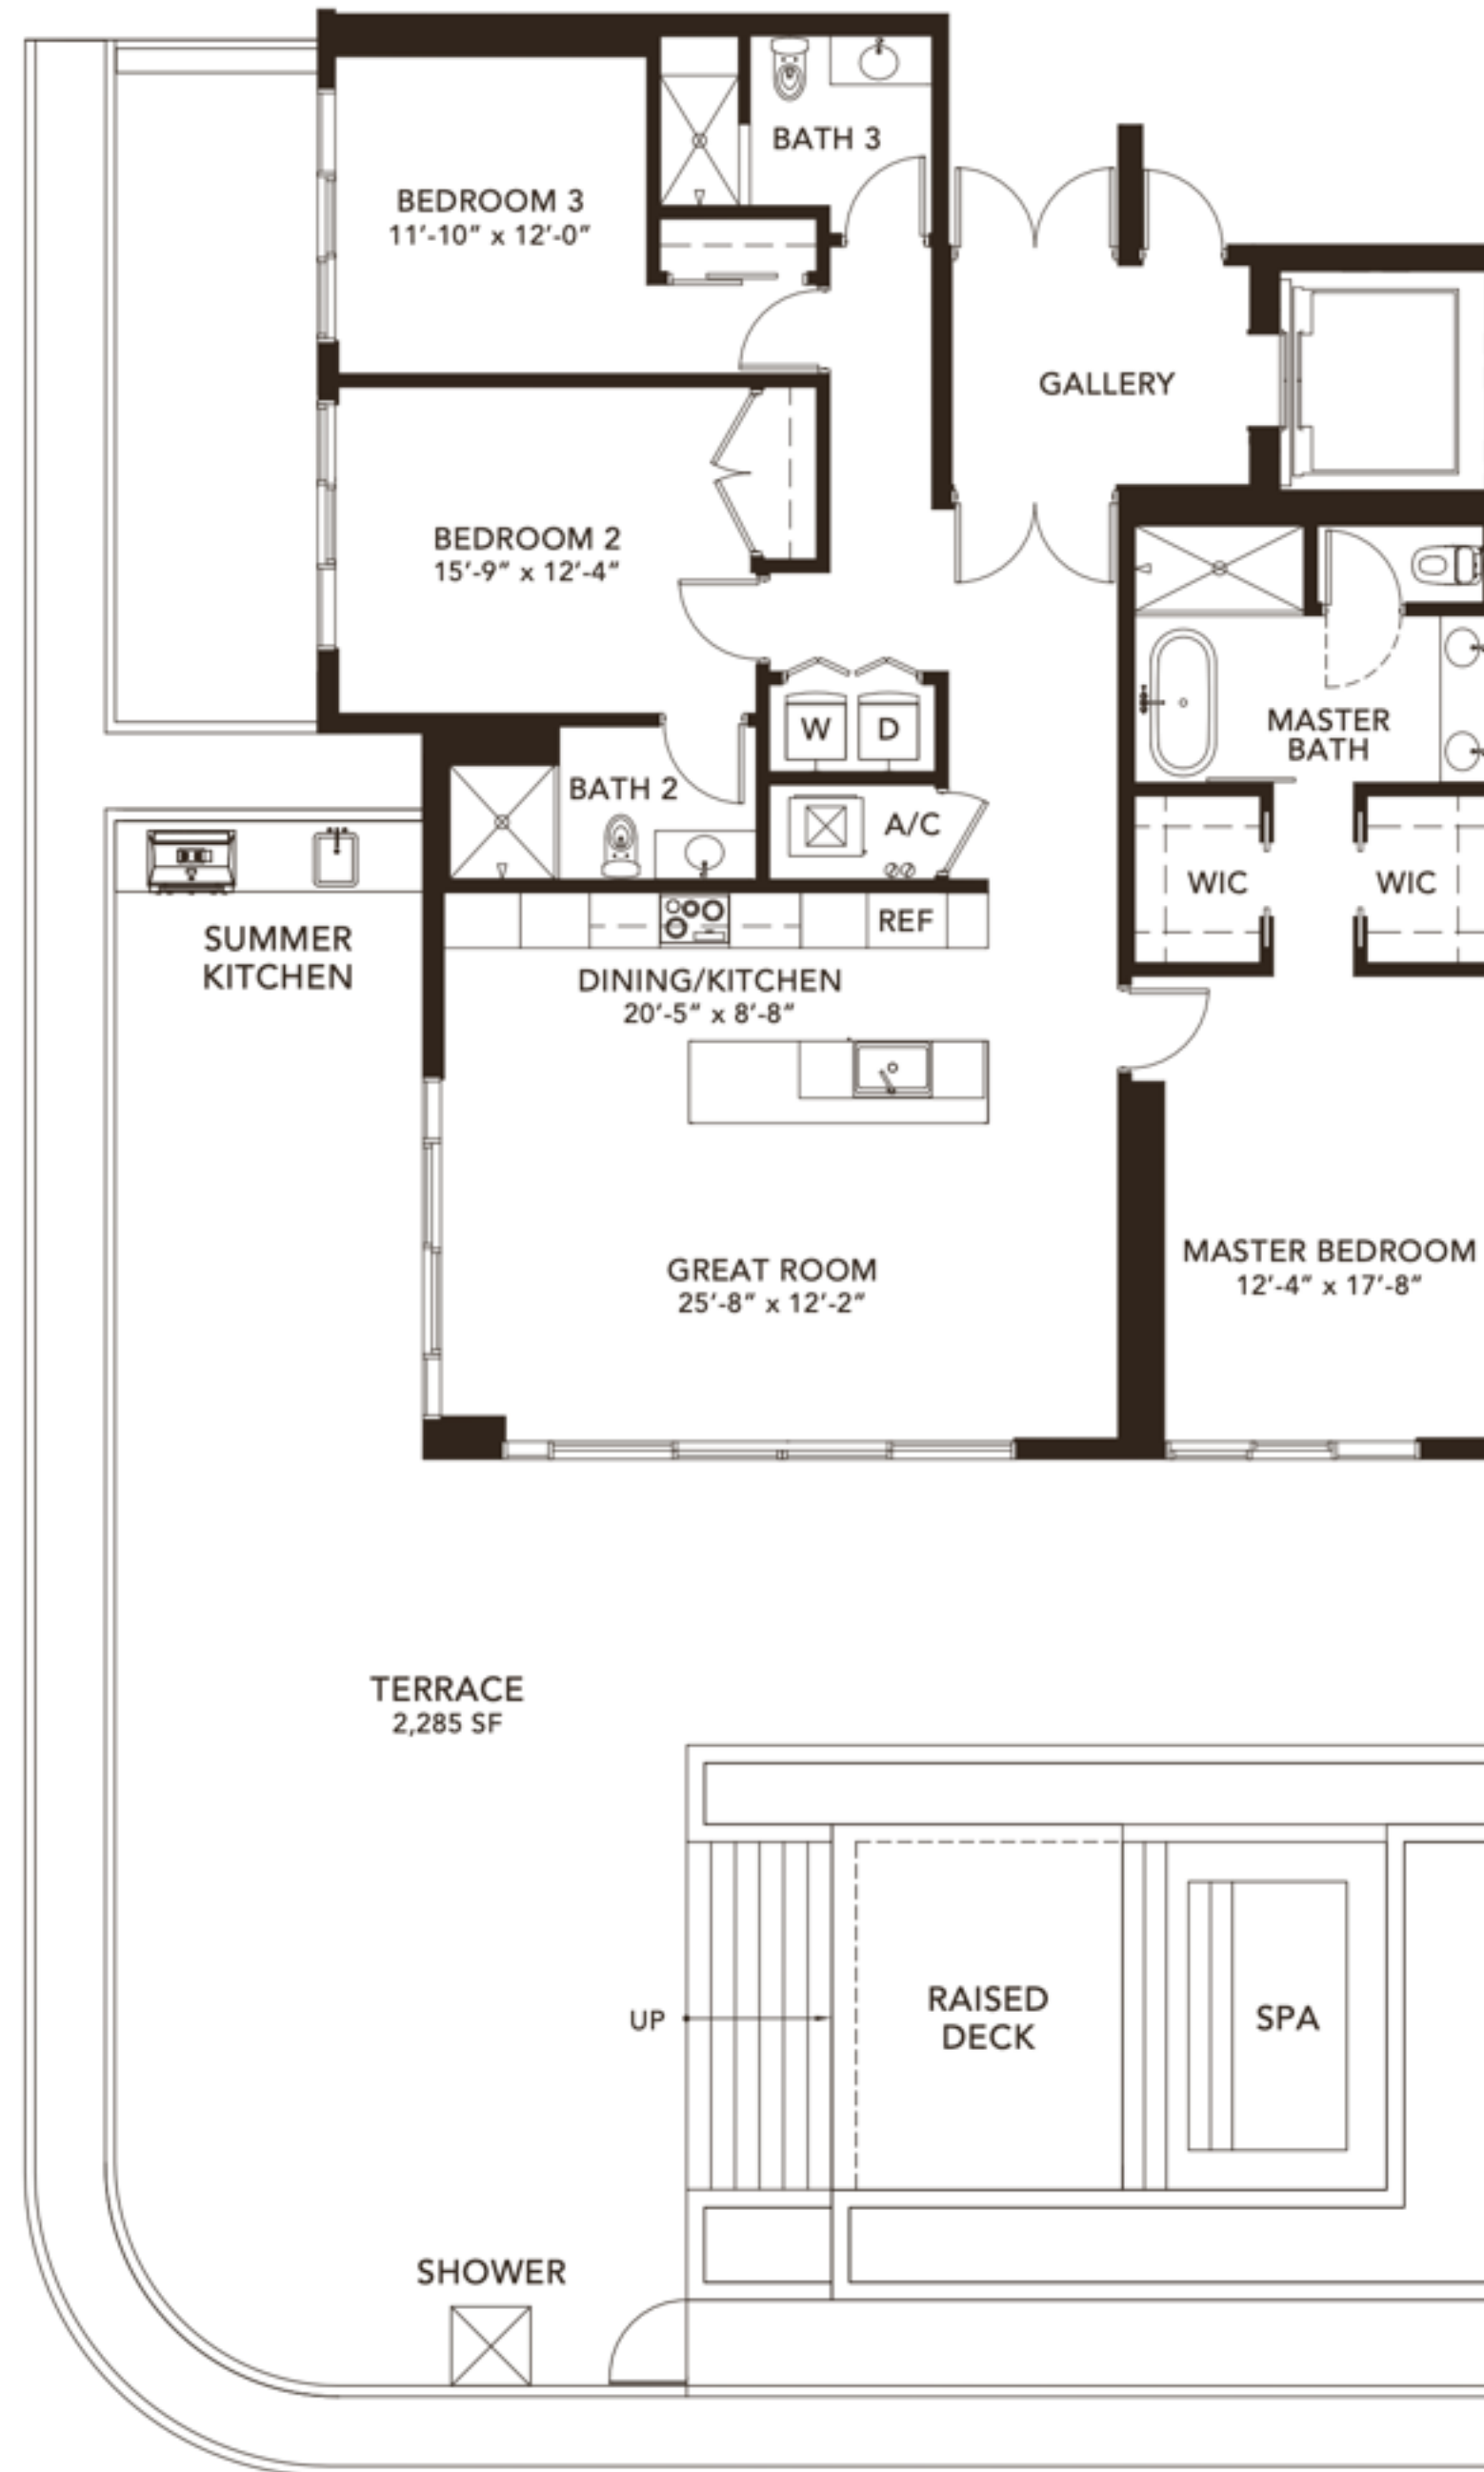 BATH 3
BEDROOM 3
11'-10" x 12'-0"
GALLERY
BEDROOM 2
15'-9" x 12'-4"
W
D
MASTER
BATH
BATH 2
A/C
WIC
WIC
REF
SUMMER
KITCHEN
DINING/KITCHEN
20'-5" x 8'-8"
GREAT ROOM
25'-8" x 12'-2"
MASTER BEDROOM
12'-4" x 17'-8"
TERRACE
2,285 SF
UP
RAISED
DECK
SPA
SHOWER